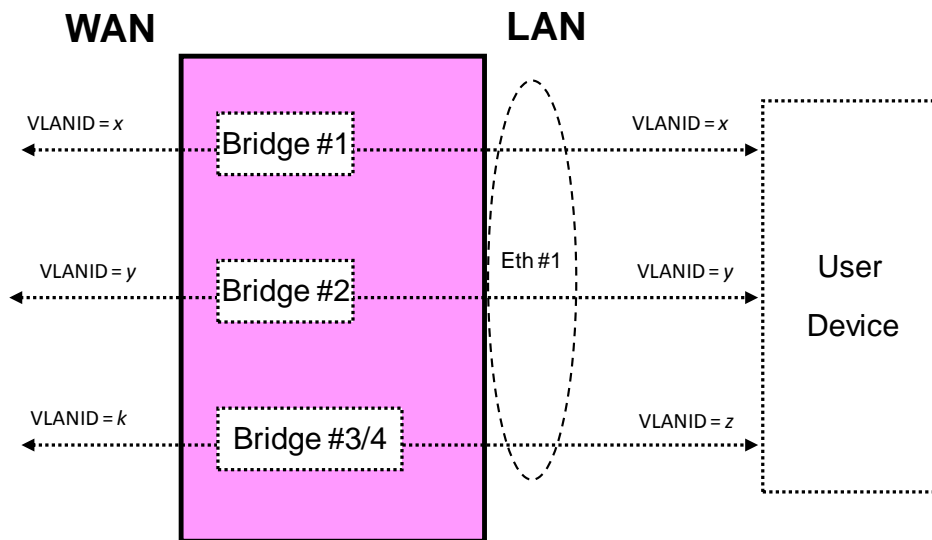 WAN
LAN
VLANID = x
Bridge #1
VLANID = x
VLANID = y
Bridge #2
Eth #1
VLANID = y
User
Device
VLANID = k
Bridge #3/4
VLANID = z